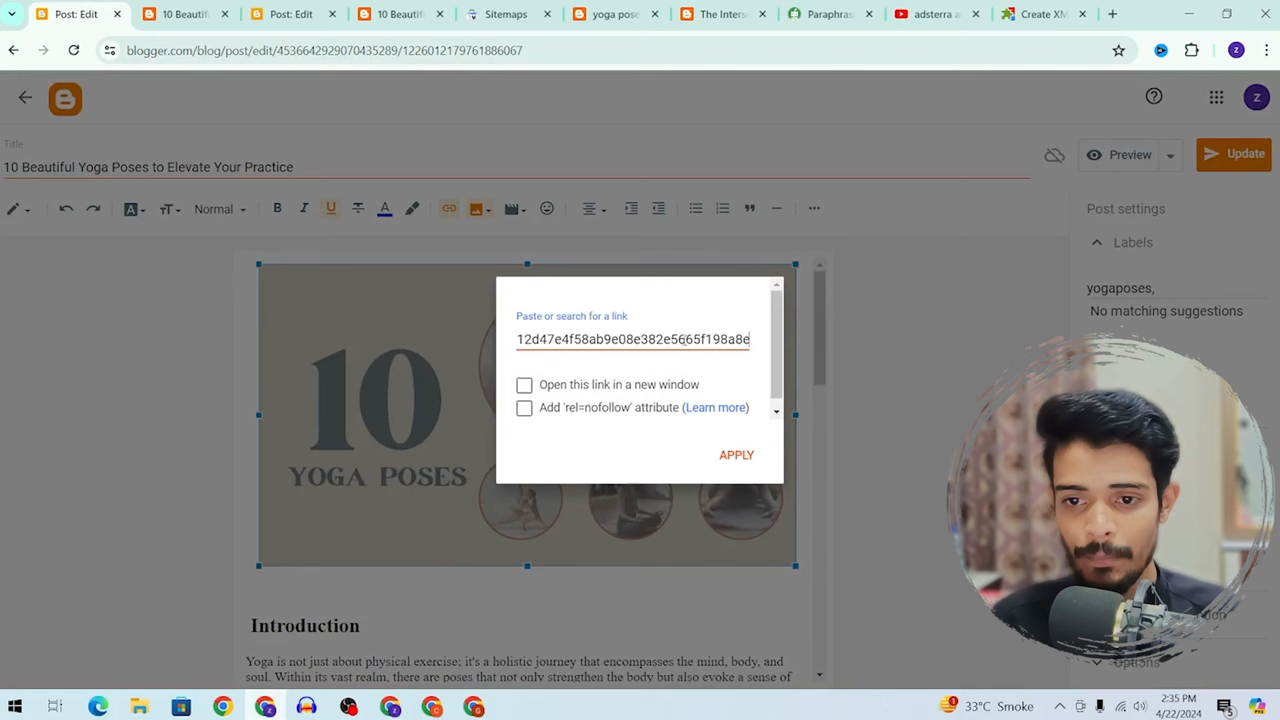 Post: Edit
10 Beautif
Post: Edit
10 Beautif
Sitemaps
yoga pose
The Inters
Paraphras
adsterra a
Create XM
blogger.com/blog/post/edit/4536642929070435289/1226012179761886067
Z
Z
Title
10 Beautiful Yoga Poses to Elevate Your Practice
Preview
Update
Normal
B
I
U
Post settings
Labels
yogaposes,
No matching suggestions
Paste or search for a link
12d47e4f58ab9e08e382e5665f198a8e
Open this link in a new window
Add 'rel=nofollow' attribute (Learn more)
APPLY
10
YOGA POSES
Introduction
Yoga is not just about physical exercise; it's a holistic journey that encompasses the mind, body, and
soul. Within its vast realm, there are poses that not only strengthen the body but also evoke a sense of
Options
33°C Smoke
2:35 PM
4/22/2024
5